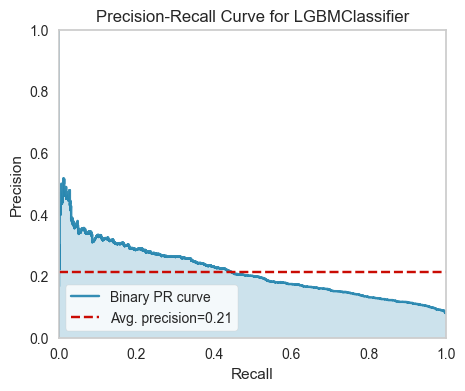 Precision-Recall Curve for LGBMClassifier
1.0
0.8
0.6
0.4
0.2
0.0
Precision
Binary PR curve
Avg. precision=0.21
0.0 0.2 0.4 0.6 0.8 1.0
Recall